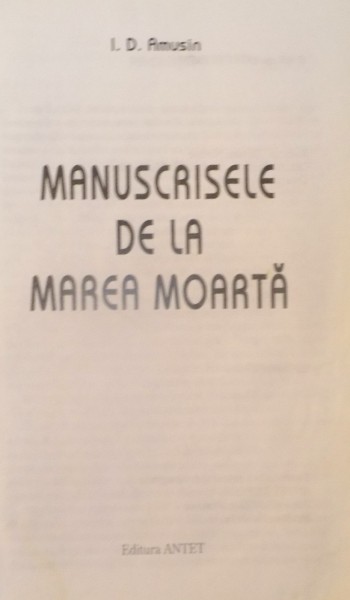 I. D. Amusin
MANUSCRISELE
DE LA
MAREA MOARTĂ
Editura ANTET